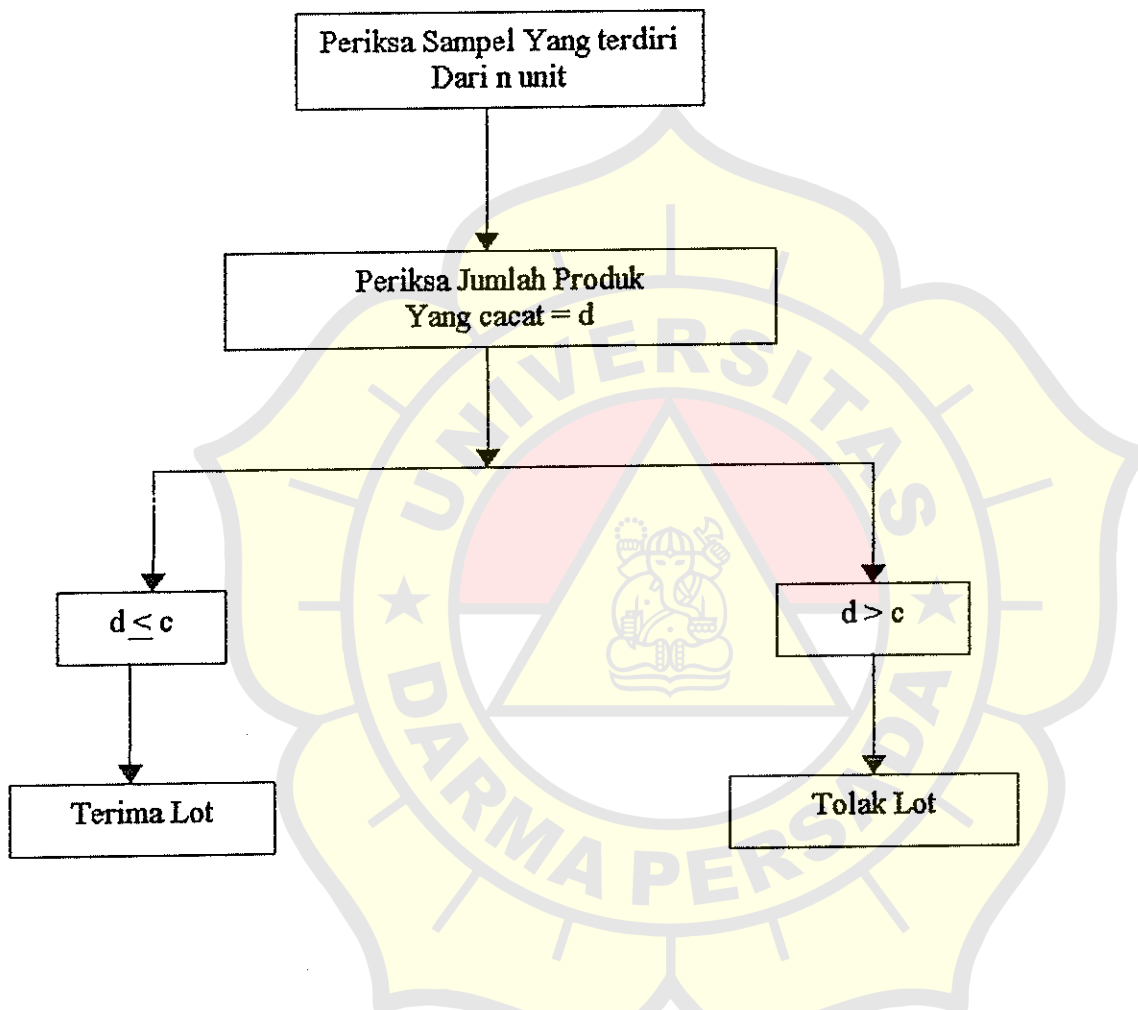 Periksa Sampel Yang terdiri
Dari n unit
Periksa Jumlah Produk
Yang cacat = d
d ≤ c
d > c
Terima Lot
Tolak Lot
UNIVERSITAS
DARMA PERSADA